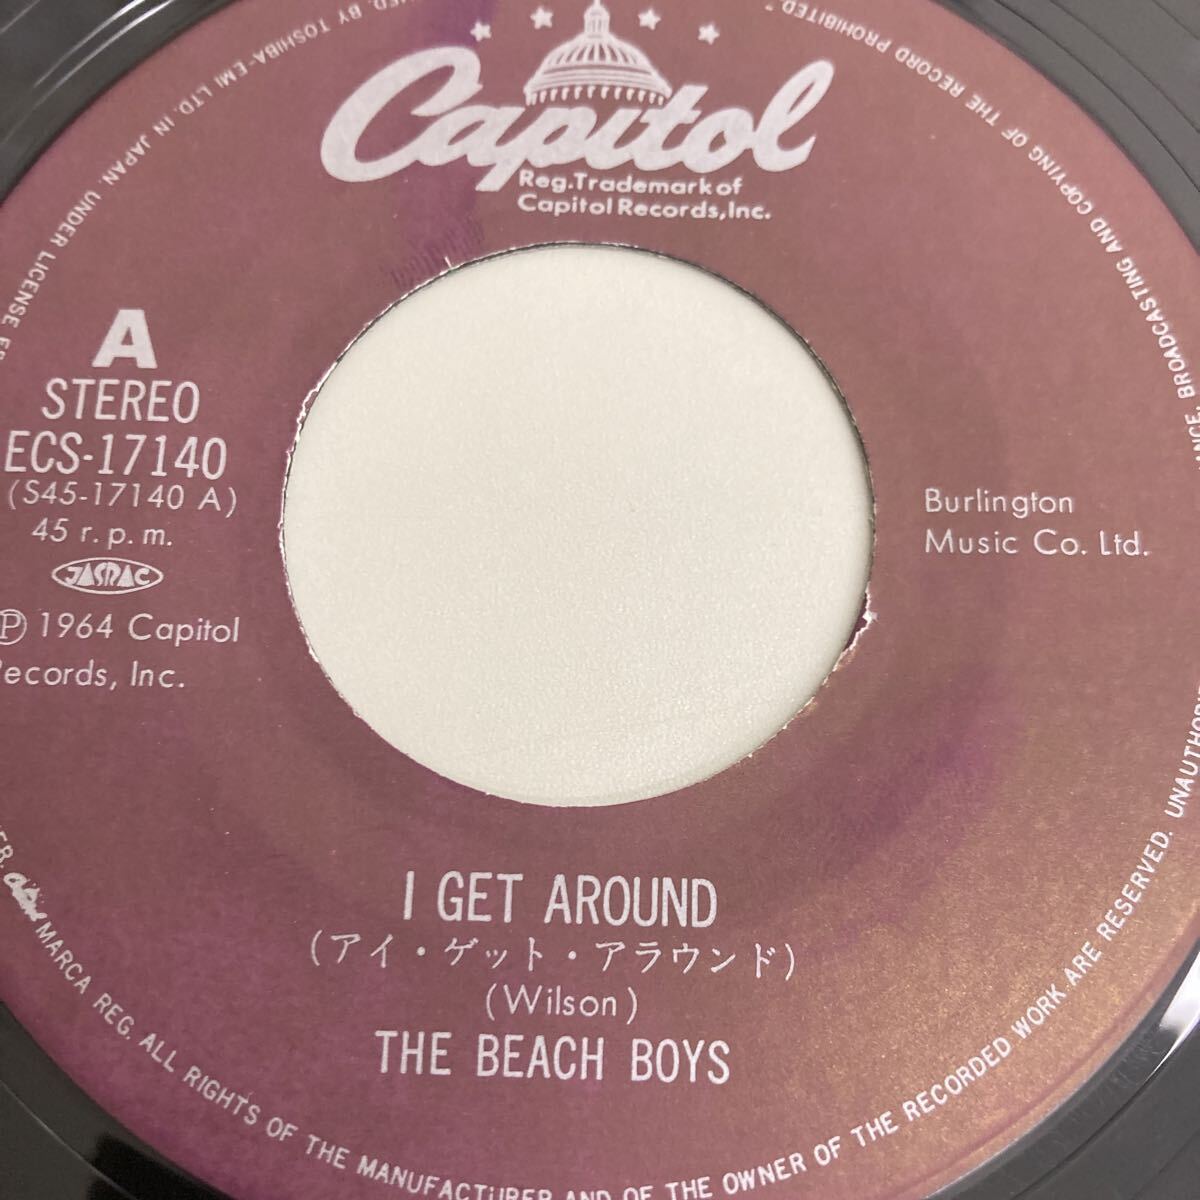 Capitol
Reg. Trademark of
Capitol Records, Inc.
A
STEREO
ECS-17140
(S45-17140 A)
45 r.p.m.
JASRAC
Ⓟ 1964 Capitol
Records, Inc.
Burlington
Music Co. Ltd.
I GET AROUND
(アイ・ゲット・アラウンド)
(Wilson)
THE BEACH BOYS
MARCA REG. ALL RIGHTS OF THE MANUFACTURER AND OF THE OWNER OF THE RECORDED WORK ARE RESERVED. UNAUTHORI
ANCE, BROADCASTING AND COPYING OF THE RECORD PROHIBITED.
BY TOSHIBA-EMI LTD. IN JAPAN. UNDER LICENSE